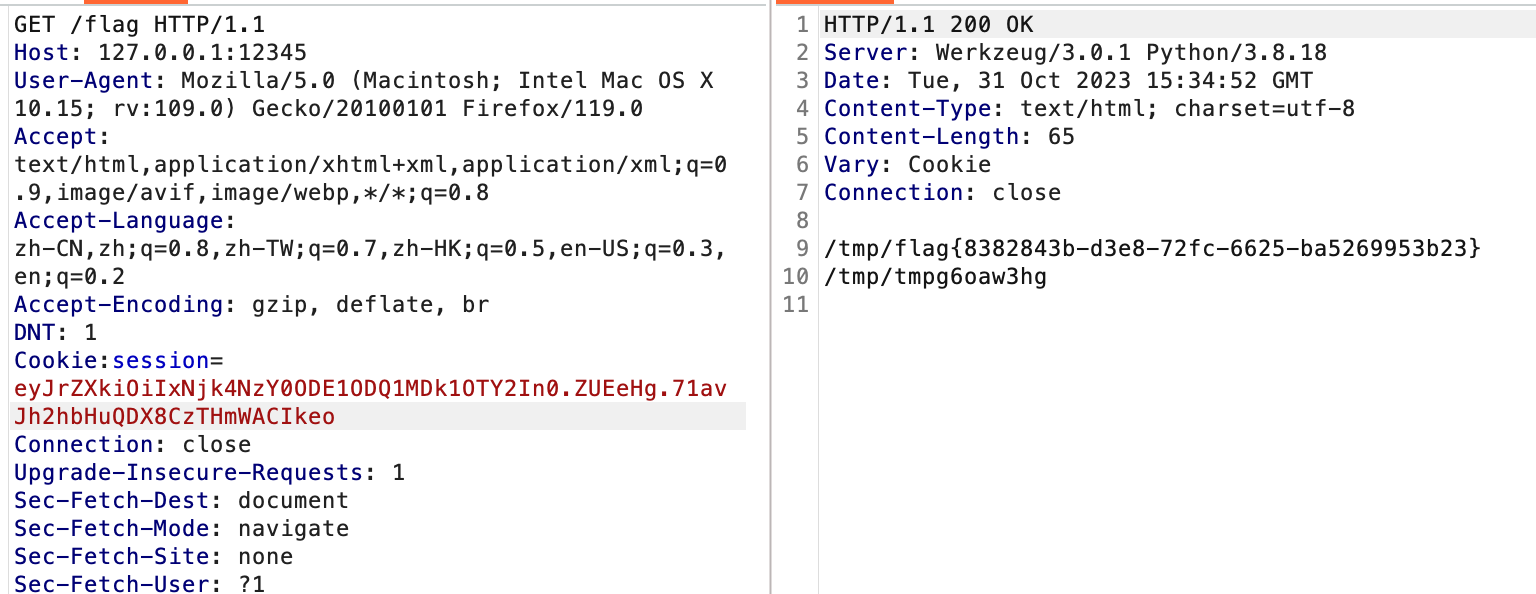 GET /flag HTTP/1.1
Host: 127.0.0.1:12345
User-Agent: Mozilla/5.0 (Macintosh; Intel Mac OS X
10.15; rv:109.0) Gecko/20100101 Firefox/119.0
Accept:
text/html,application/xhtml+xml,application/xml;q=0
.9,image/avif,image/webp,*/*;q=0.8
Accept-Language:
zh-CN,zh;q=0.8,zh-TW;q=0.7,zh-HK;q=0.5,en-US;q=0.3,
en;q=0.2
Accept-Encoding: gzip, deflate, br
DNT: 1
Cookie:session=
eyJrZXkiOiIxNjk4NzY0ODE1ODQ1MDk1OTY2In0.ZUEeHg.71av
Jh2hbHuQDX8CzTHmWACIkeo
Connection: close
Upgrade-Insecure-Requests: 1
Sec-Fetch-Dest: document
Sec-Fetch-Mode: navigate
Sec-Fetch-Site: none
Sec-Fetch-User: ?1
1 HTTP/1.1 200 OK
2 Server: Werkzeug/3.0.1 Python/3.8.18
3 Date: Tue, 31 Oct 2023 15:34:52 GMT
4 Content-Type: text/html; charset=utf-8
5 Content-Length: 65
6 Vary: Cookie
7 Connection: close
8
9 /tmp/flag{8382843b-d3e8-72fc-6625-ba5269953b23}
10 /tmp/tmpg6oaw3hg
11